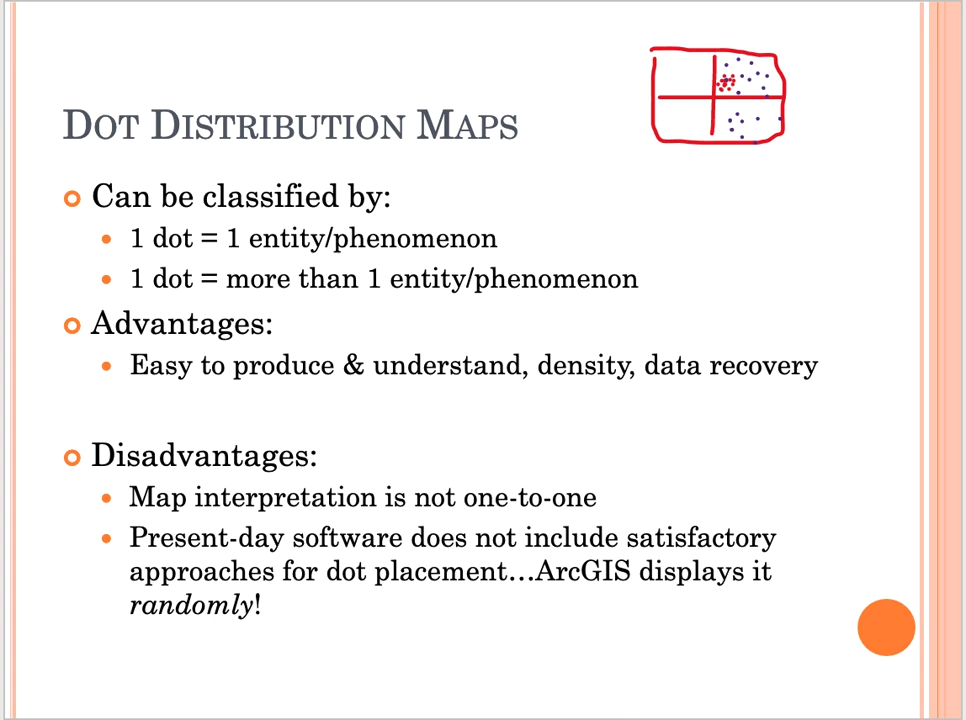 DOT DISTRIBUTION MAPS
Can be classified by:
1 dot = 1 entity/phenomenon
1 dot = more than 1 entity/phenomenon
Advantages:
Easy to produce & understand, density, data recovery
Disadvantages:
Map interpretation is not one-to-one
Present-day software does not include satisfactory
approaches for dot placement…ArcGIS displays it
randomly!